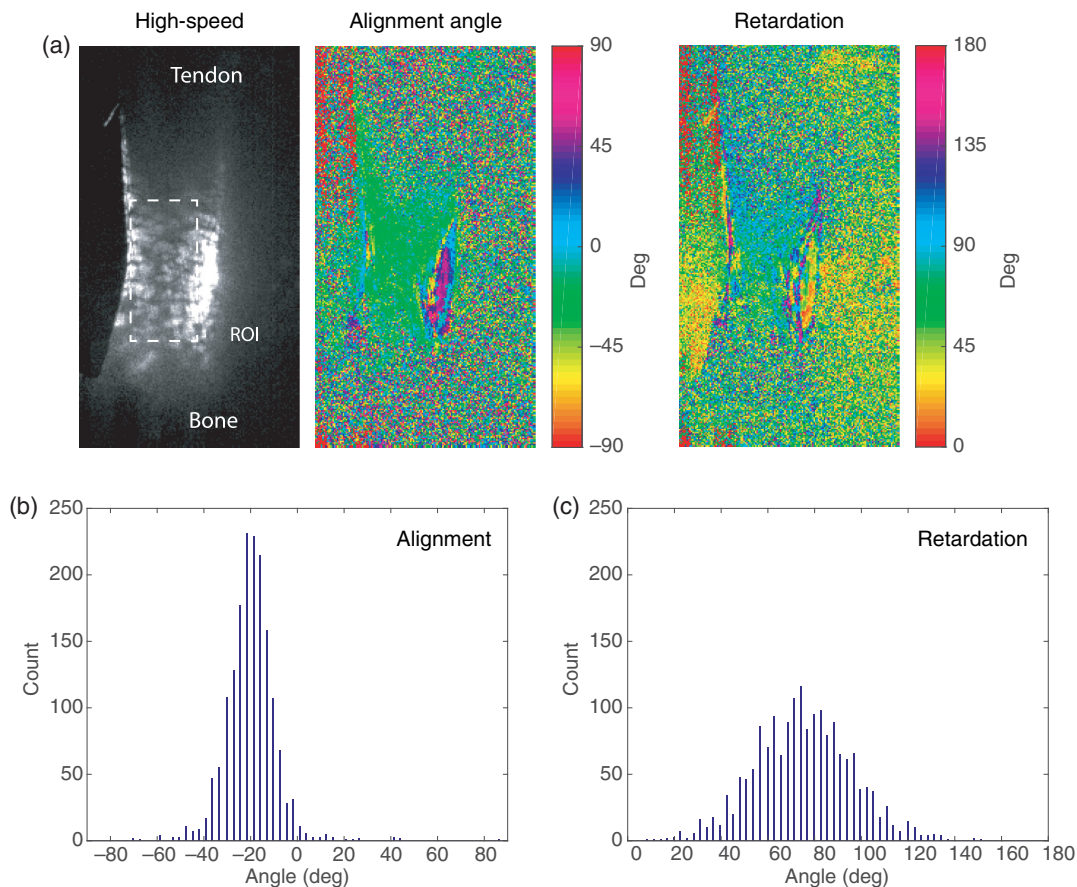 High-speed
Alignment angle
Retardation
(a)
Tendon
ROI
Bone
90
45
0
−45
−90
Deg
180
135
90
45
0
Deg
(b)
Alignment
250
200
150
100
50
0
Count
−80 −60 −40 −20 0 20 40 60 80
Angle (deg)
(c)
Retardation
250
200
150
100
50
0
Count
0 20 40 60 80 100 120 140 160 180
Angle (deg)